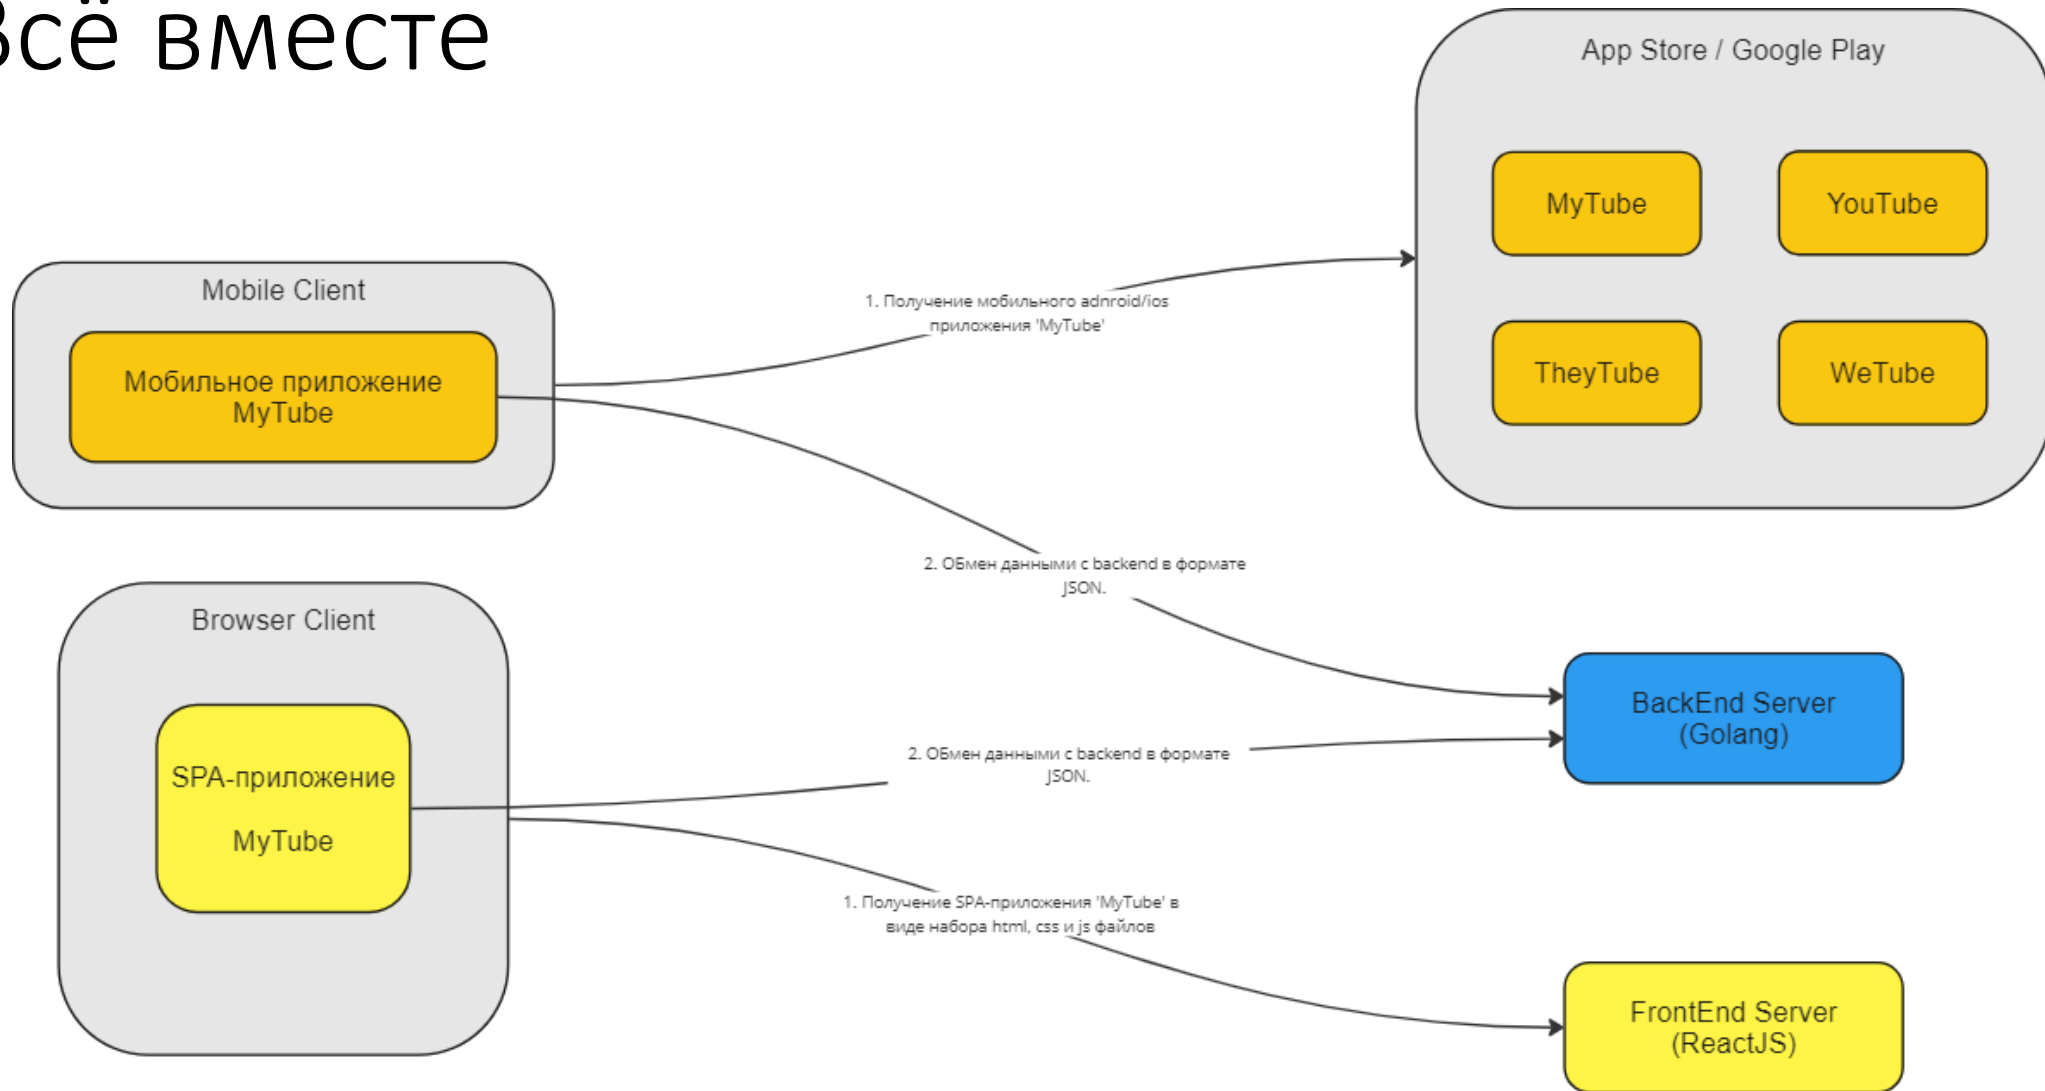 Всё вместе
App Store / Google Play
MyTube
YouTube
TheyTube
WeTube
Mobile Client
Мобильное приложение
MyTube
1. Получение мобильного adnroid/ios
приложения 'MyTube'
2. ОБмен данными с backend в формате
JSON.
Browser Client
SPA-приложение
MyTube
2. ОБмен данными с backend в формате
JSON.
1. Получение SPA-приложения 'MyTube' в
виде набора html, css и js файлов
BackEnd Server
(Golang)
FrontEnd Server
(ReactJS)